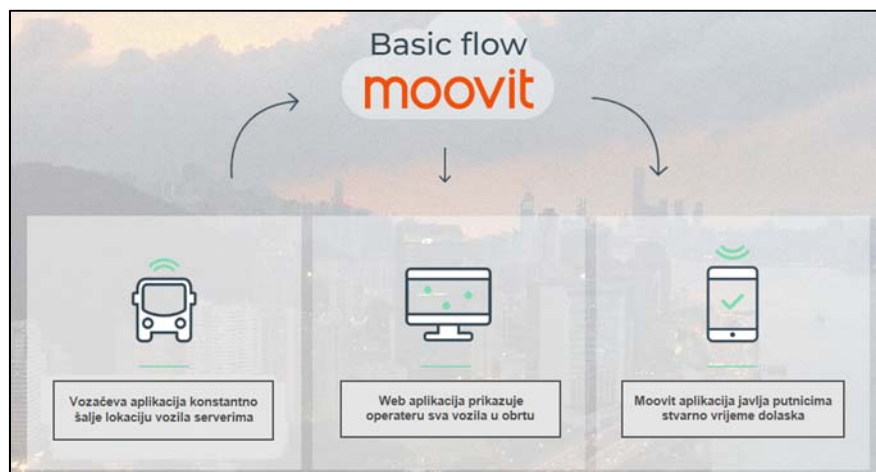 Basic flow
moovit
Vozačeva aplikacija konstantno
šalje lokaciju vozila serverima
Web aplikacija prikazuje
operateru sva vozila u obrtu
Moovit aplikacija javlja putnicima
stvarno vrijeme dolaska